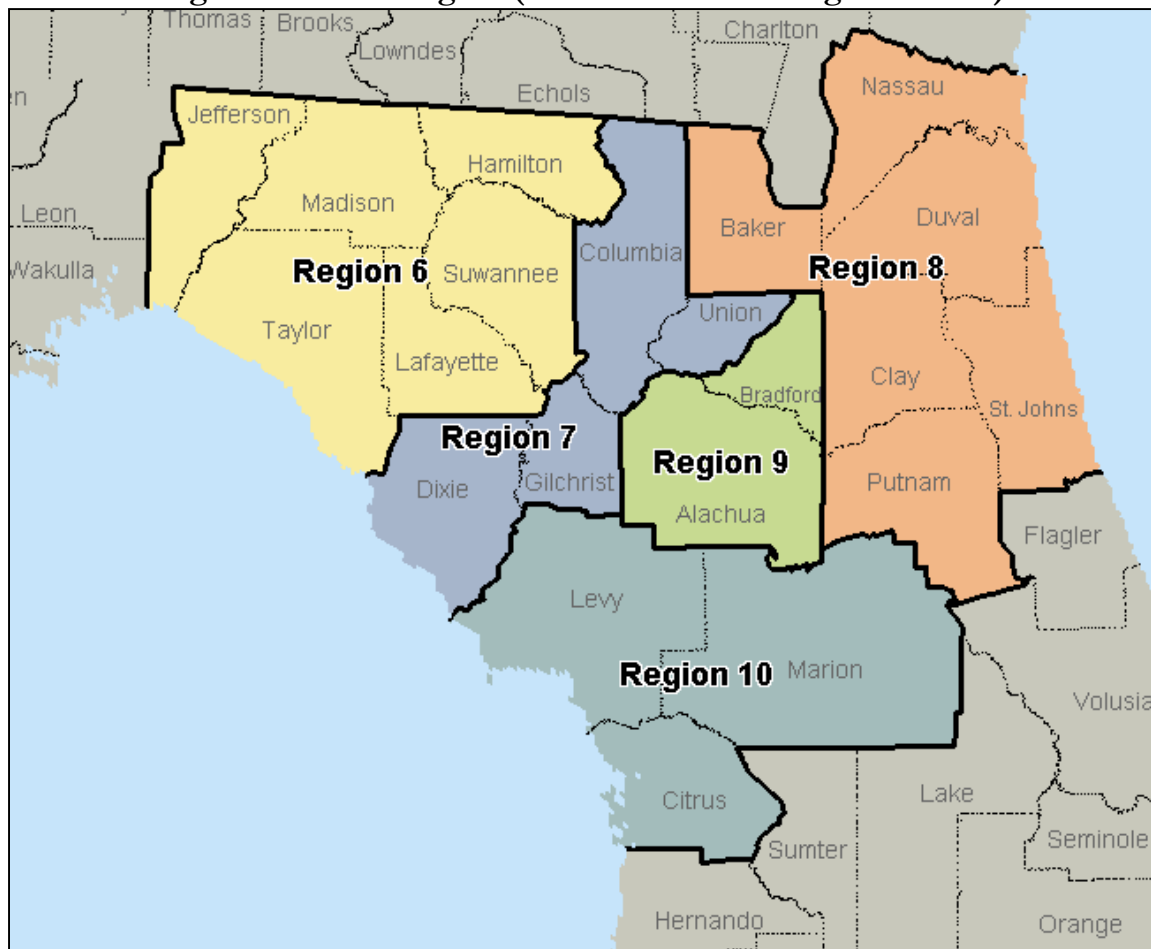 Thomas
Brooks
Charlton
Lowndes
Echols
Nassau
Jefferson
Hamilton
Madison
Leon
Duval
Baker
Columbia
Wakulla
Region 6
Suwannee
Region 8
Union
Taylor
Lafayette
Clay
Bradford
St. Johns
Region 7
Region 9
Dixie
Gilchrist
Putnam
Alachua
Flagler
Levy
Region 10
Marion
Volusia
Citrus
Lake
Seminole
Sumter
Hernando
Orange